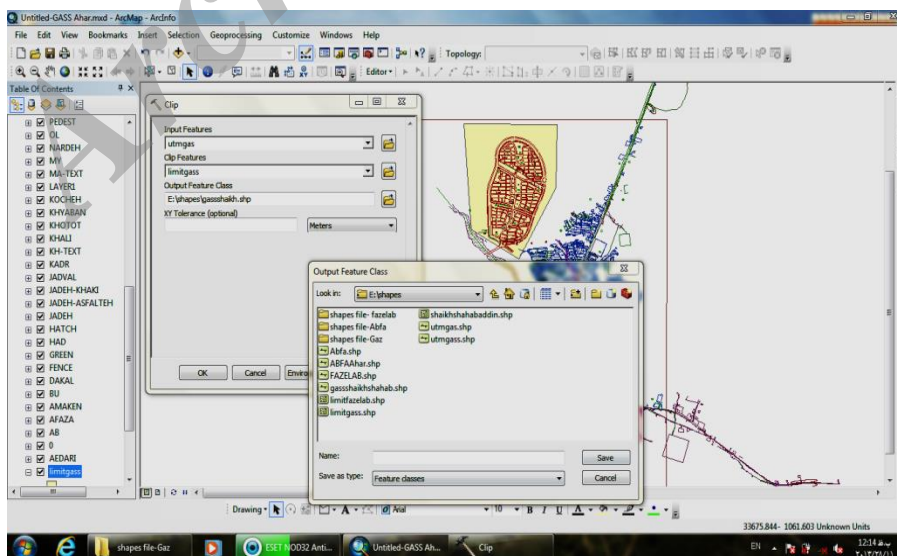 Untitled-GASS Ahar.mxd - ArcMap - ArcInfo
File Edit View Bookmarks Insert Selection Geoprocessing Customize Windows Help
Topology:
Editor
Table Of Contents
PEDEST
OL
NARDEH
MY
MA-TEXT
LAYER1
KOCHEH
KHYABAN
KHOTOT
KHALI
KH-TEXT
KADR
JADVAL
JADEH-KHAKI
JADEH-ASFALTEH
JADEH
HATCH
HAD
GREEN
FENCE
DAKAL
BU
AMAKEN
AFAZA
AB
0
AEDARI
limitgass
Clip
Input Features
utmgas
Clip Features
limitgass
Output Feature Class
E:\shapes\gassshaikh.shp
XY Tolerance (optional)
Meters
OK Cancel Enviro
Output Feature Class
Look in: E:\shapes
shapes file- fazelab
shapes file-Abfa
shapes file-Gaz
Abfa.shp
ABFAAhar.shp
FAZELAB.shp
gassshaikhshahab.shp
limitfazelab.shp
limitgass.shp
shaikhshahabaddin.shp
utmgas.shp
utmgass.shp
Name:
Save
Save as type: Feature classes
Cancel
Drawing
A
Arial
10
B I U A
33675.844- 1061.603 Unknown Units
shapes file-Gaz
ESET NOD32 Anti...
Untitled-GASS Ah...
Clip
EN
12:14